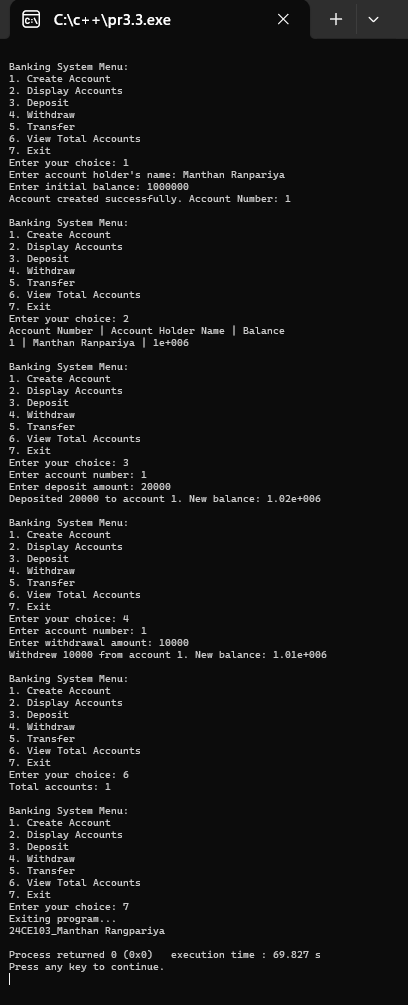 C:\c++\pr3.3.exe
Banking System Menu:
1. Create Account
2. Display Accounts
3. Deposit
4. Withdraw
5. Transfer
6. View Total Accounts
7. Exit
Enter your choice: 1
Enter account holder's name: Manthan Ranpariya
Enter initial balance: 1000000
Account created successfully. Account Number: 1
Banking System Menu:
1. Create Account
2. Display Accounts
3. Deposit
4. Withdraw
5. Transfer
6. View Total Accounts
7. Exit
Enter your choice: 2
Account Number | Account Holder Name | Balance
1 | Manthan Ranpariya | 1e+006
Banking System Menu:
1. Create Account
2. Display Accounts
3. Deposit
4. Withdraw
5. Transfer
6. View Total Accounts
7. Exit
Enter your choice: 3
Enter account number: 1
Enter deposit amount: 20000
Deposited 20000 to account 1. New balance: 1.02e+006
Banking System Menu:
1. Create Account
2. Display Accounts
3. Deposit
4. Withdraw
5. Transfer
6. View Total Accounts
7. Exit
Enter your choice: 4
Enter account number: 1
Enter withdrawal amount: 10000
Withdrew 10000 from account 1. New balance: 1.01e+006
Banking System Menu:
1. Create Account
2. Display Accounts
3. Deposit
4. Withdraw
5. Transfer
6. View Total Accounts
7. Exit
Enter your choice: 6
Total accounts: 1
Banking System Menu:
1. Create Account
2. Display Accounts
3. Deposit
4. Withdraw
5. Transfer
6. View Total Accounts
7. Exit
Enter your choice: 7
Exiting program...
24CE103_Manthan Rangpariya
Process returned 0 (0x0)   execution time : 69.827 s
Press any key to continue.